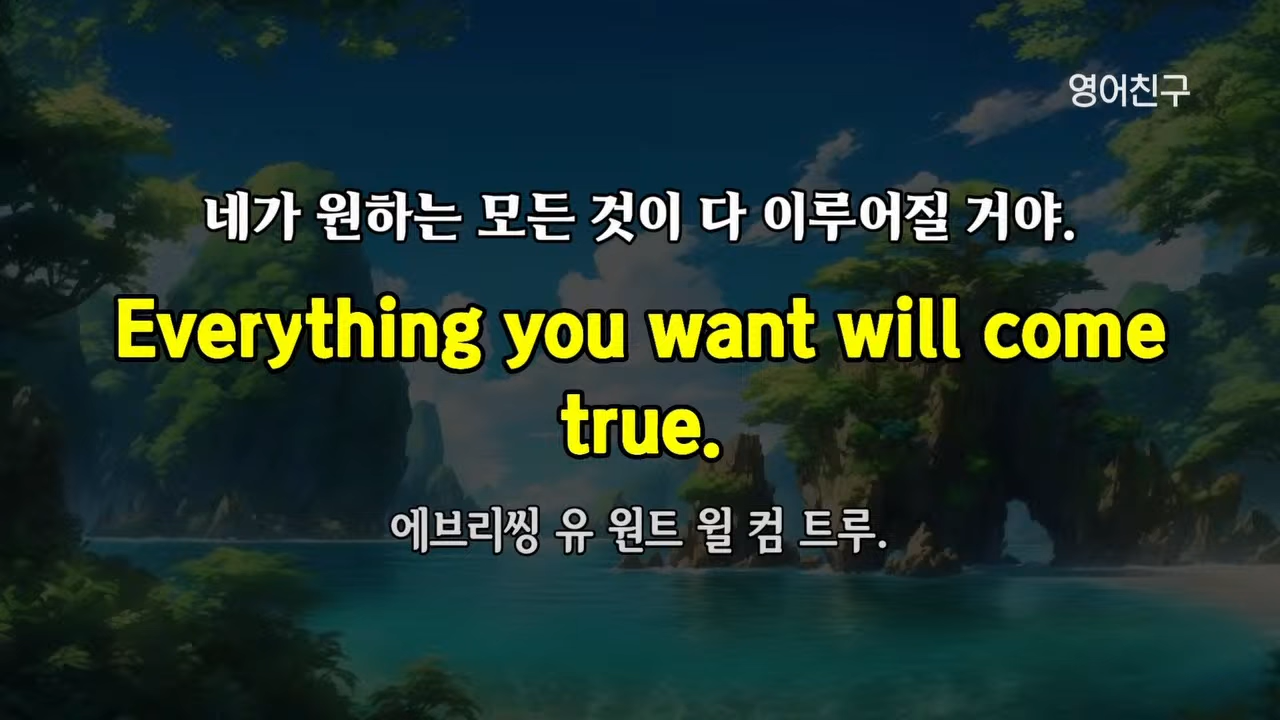 영어친구
네가 원하는 모든 것이 다 이루어질 거야.
Everything you want will come
true.
에브리씽 유 원트 윌 컴 트루.